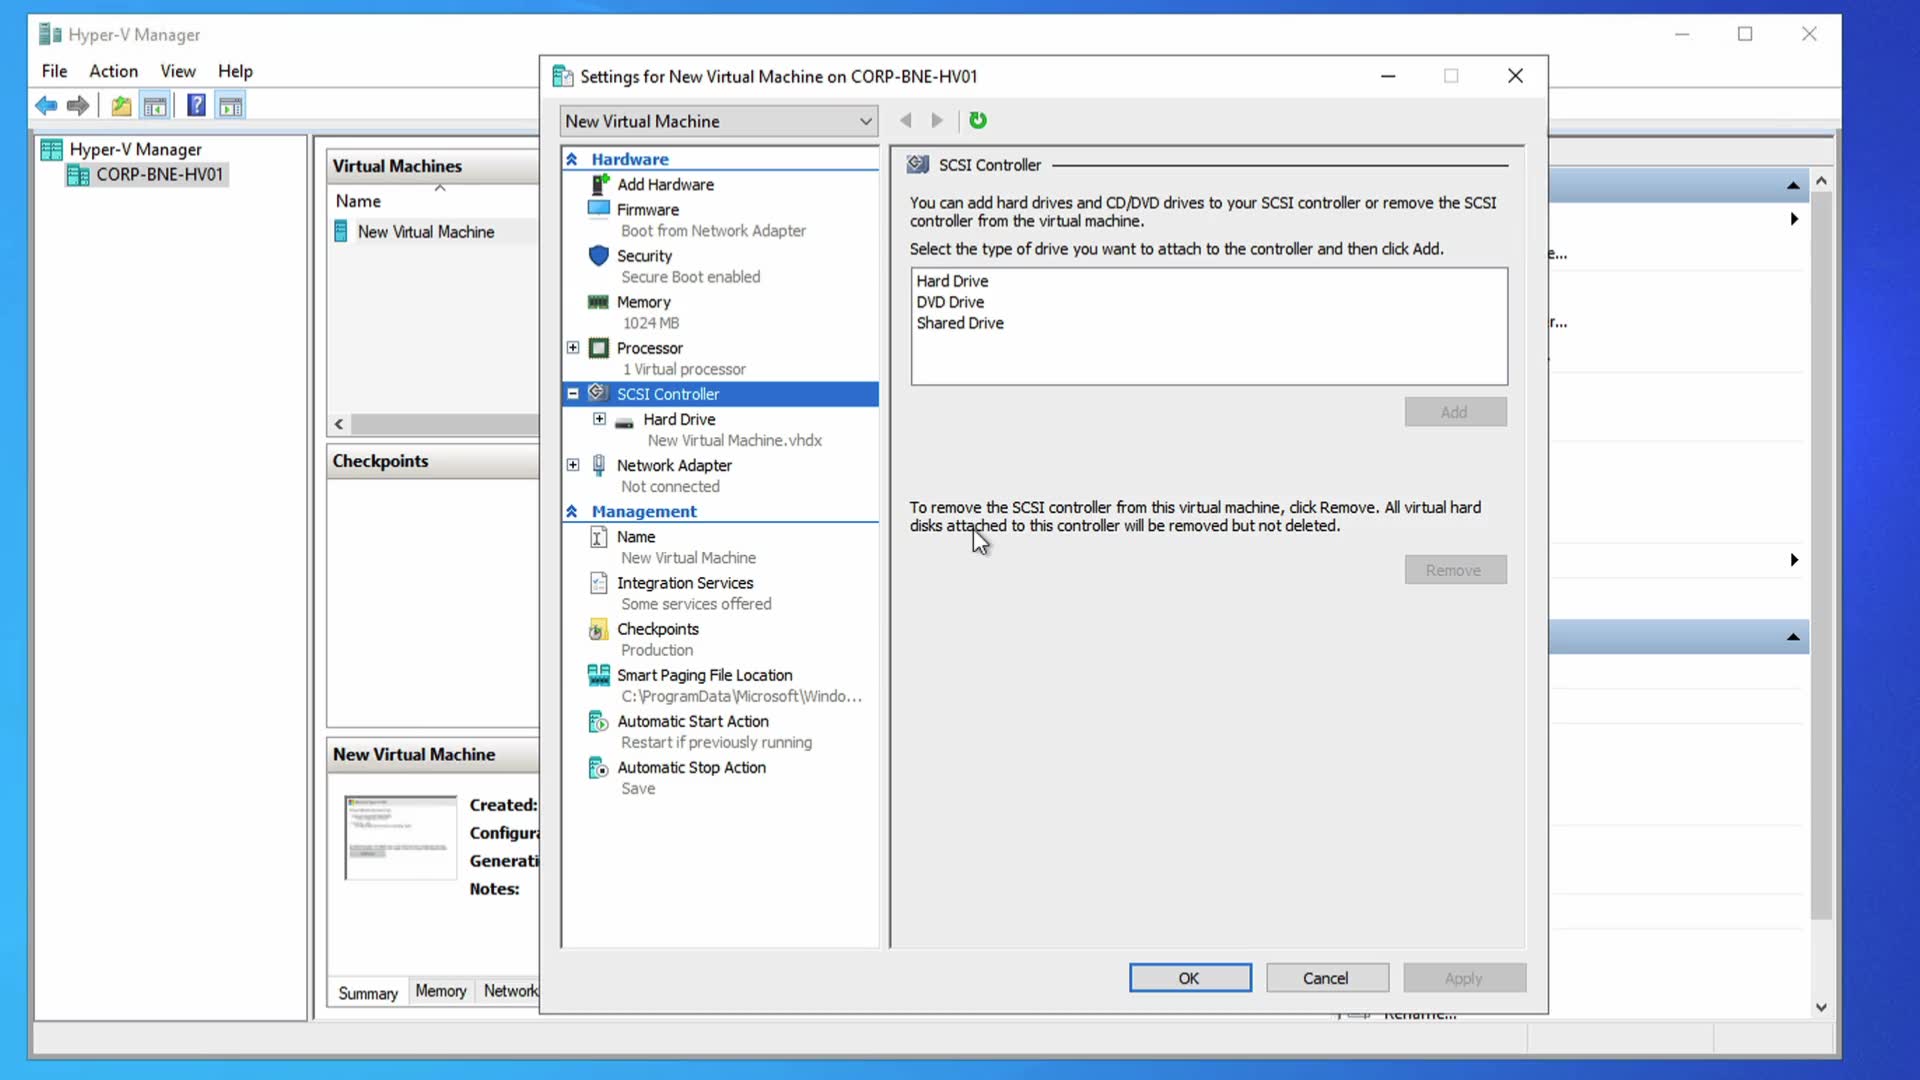 Hyper-V Manager
File Action View Help
Hyper-V Manager
CORP-BNE-HV01
Virtual Machines
Name
New Virtual Machine
Checkpoints
New Virtual Machine
Created:
Notes:
Summary Memory
Settings for New Virtual Machine on CORP-BNE-HV01
New Virtual Machine
Hardware
Add Hardware
Firmware
Boot from Network Adapter
Security
Secure Boot enabled
Memory
1024 MB
Processor
1 Virtual processor
SCSI Controller
Hard Drive
New Virtual Machine.vhdx
Network Adapter
Not connected
Management
Name
New Virtual Machine
Integration Services
Some services offered
Checkpoints
Production
Smart Paging File Location
C:\ProgramData\Microsoft\Windo...
Automatic Start Action
Restart if previously running
Automatic Stop Action
Save
SCSI Controller
You can add hard drives and CD/DVD drives to your SCSI controller or remove the SCSI
controller from the virtual machine.
Select the type of drive you want to attach to the controller and then click Add.
Hard Drive
DVD Drive
Shared Drive
Add
To remove the SCSI controller from this virtual machine, click Remove. All virtual hard
disks attached to this controller will be removed but not deleted.
Remove
OK Cancel Apply
e...
r...
Rename...